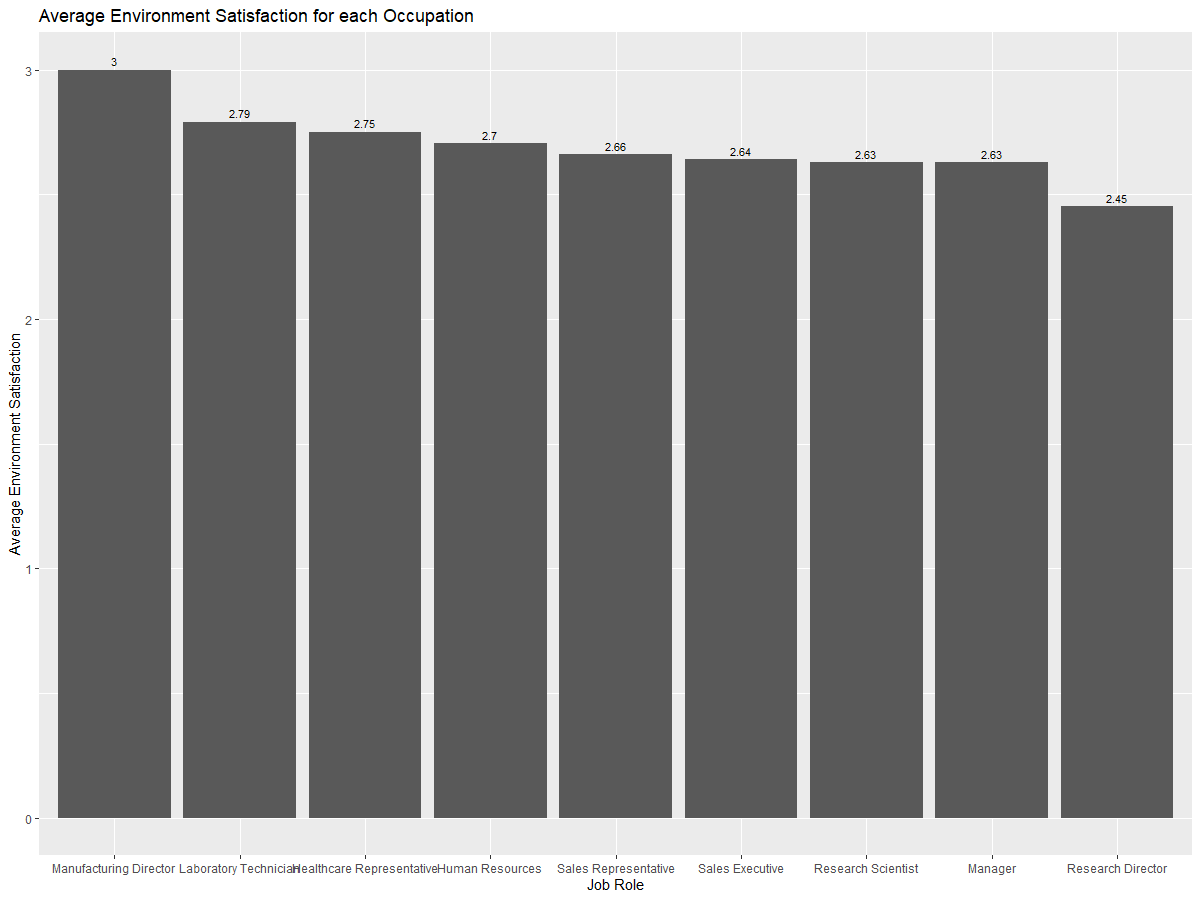 Average Environment Satisfaction for each Occupation
3
2.79
2.75
2.7
2.66
2.64
2.63
2.63
2.45
3
2
1
0
Average Environment Satisfaction
Manufacturing Director
Laboratory Technician
Healthcare Representative
Human Resources
Sales Representative
Sales Executive
Research Scientist
Manager
Research Director
Job Role